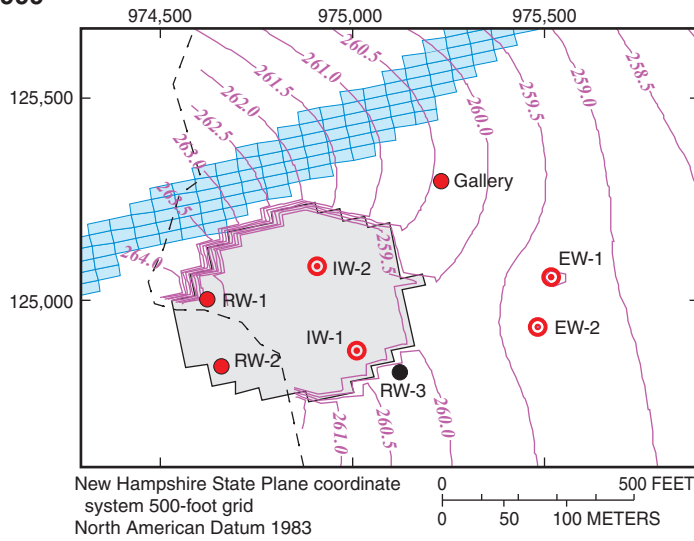 974,500 975,000 975,500
260.5
261.0
261.5
262.0
262.5
263.0
263.5
264.0
260.0
259.5
259.0
258.5
125,500
Gallery
259.5
IW-2
EW-1
125,000
RW-1
IW-1
EW-2
RW-2
RW-3
261.0
260.5
260.0
New Hampshire State Plane coordinate
system 500-foot grid
North American Datum 1983
0 500 FEET
0 50 100 METERS